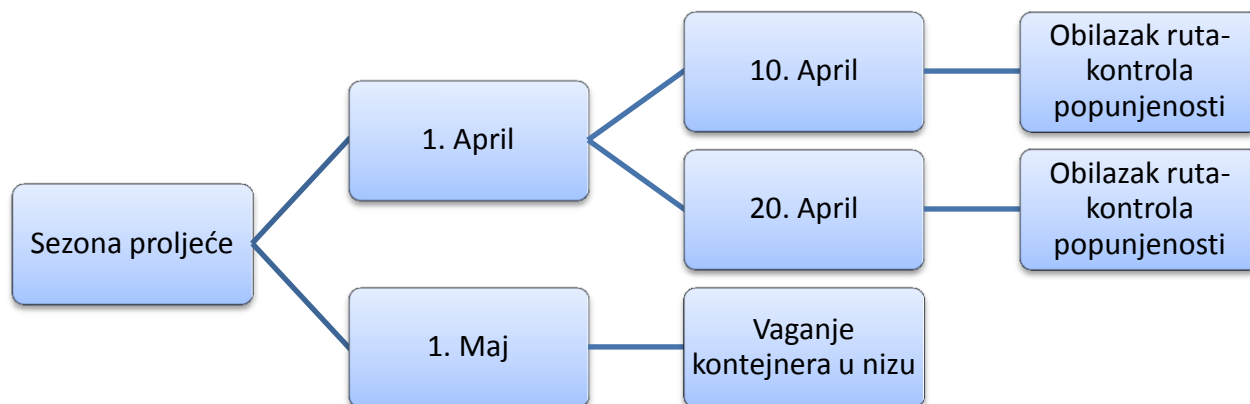 Sezona proljeće
1. April
10. April
Obilazak ruta-
kontrola
popunjenosti
20. April
Obilazak ruta-
kontrola
popunjenosti
1. Maj
Vaganje
kontejnera u nizu